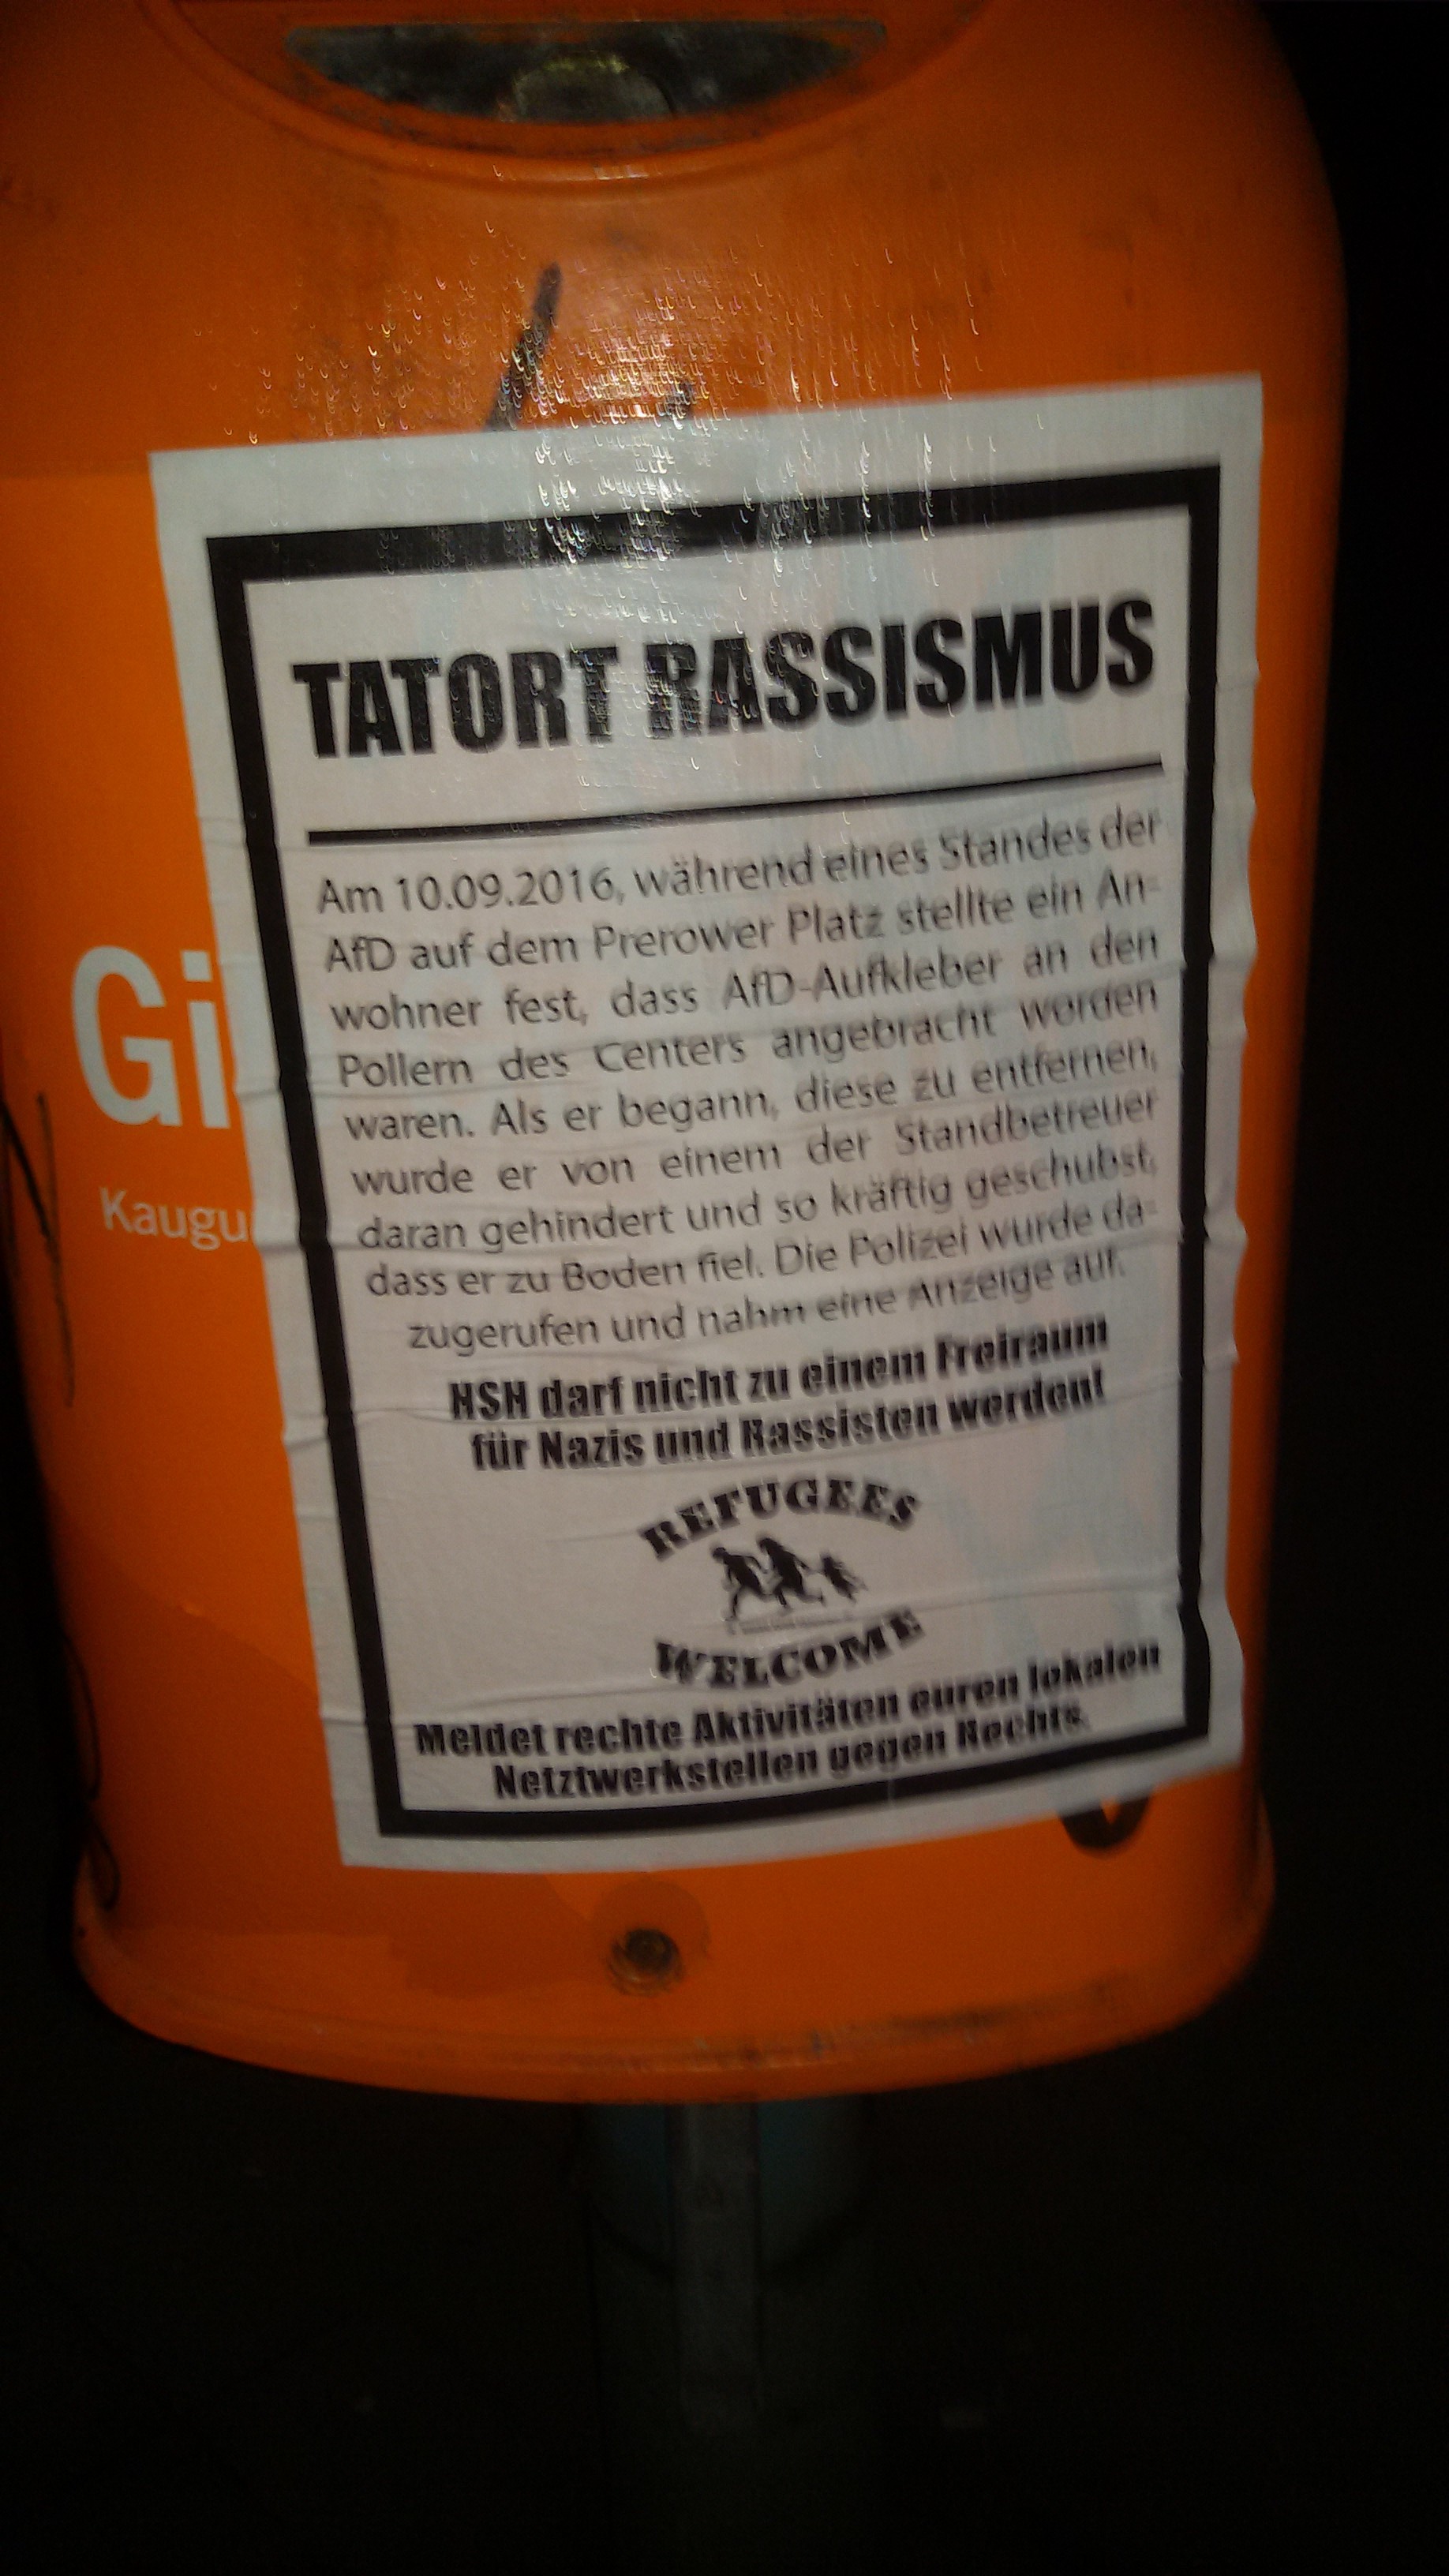 TATORT RASSISMUS
Am 10.09.2016, während eines Standes der
AfD auf dem Prerower Platz stellte ein An-
wohner fest, dass AfD-Aufkleber an den
Pollern des Centers angebracht worden
waren. Als er begann, diese zu entfernen,
wurde er von einem der Standbetreuer
daran gehindert und so kräftig geschubst,
dass er zu Boden fiel. Die Polizei wurde da-
zugerufen und nahm eine Anzeige auf.
HSH darf nicht zu einem Freiraum
für Nazis und Rassisten werden!
REFUGEES
WELCOME
Meldet rechte Aktivitäten euren lokalen
Netztwerkstellen gegen Rechts.
Gi
Kaugu